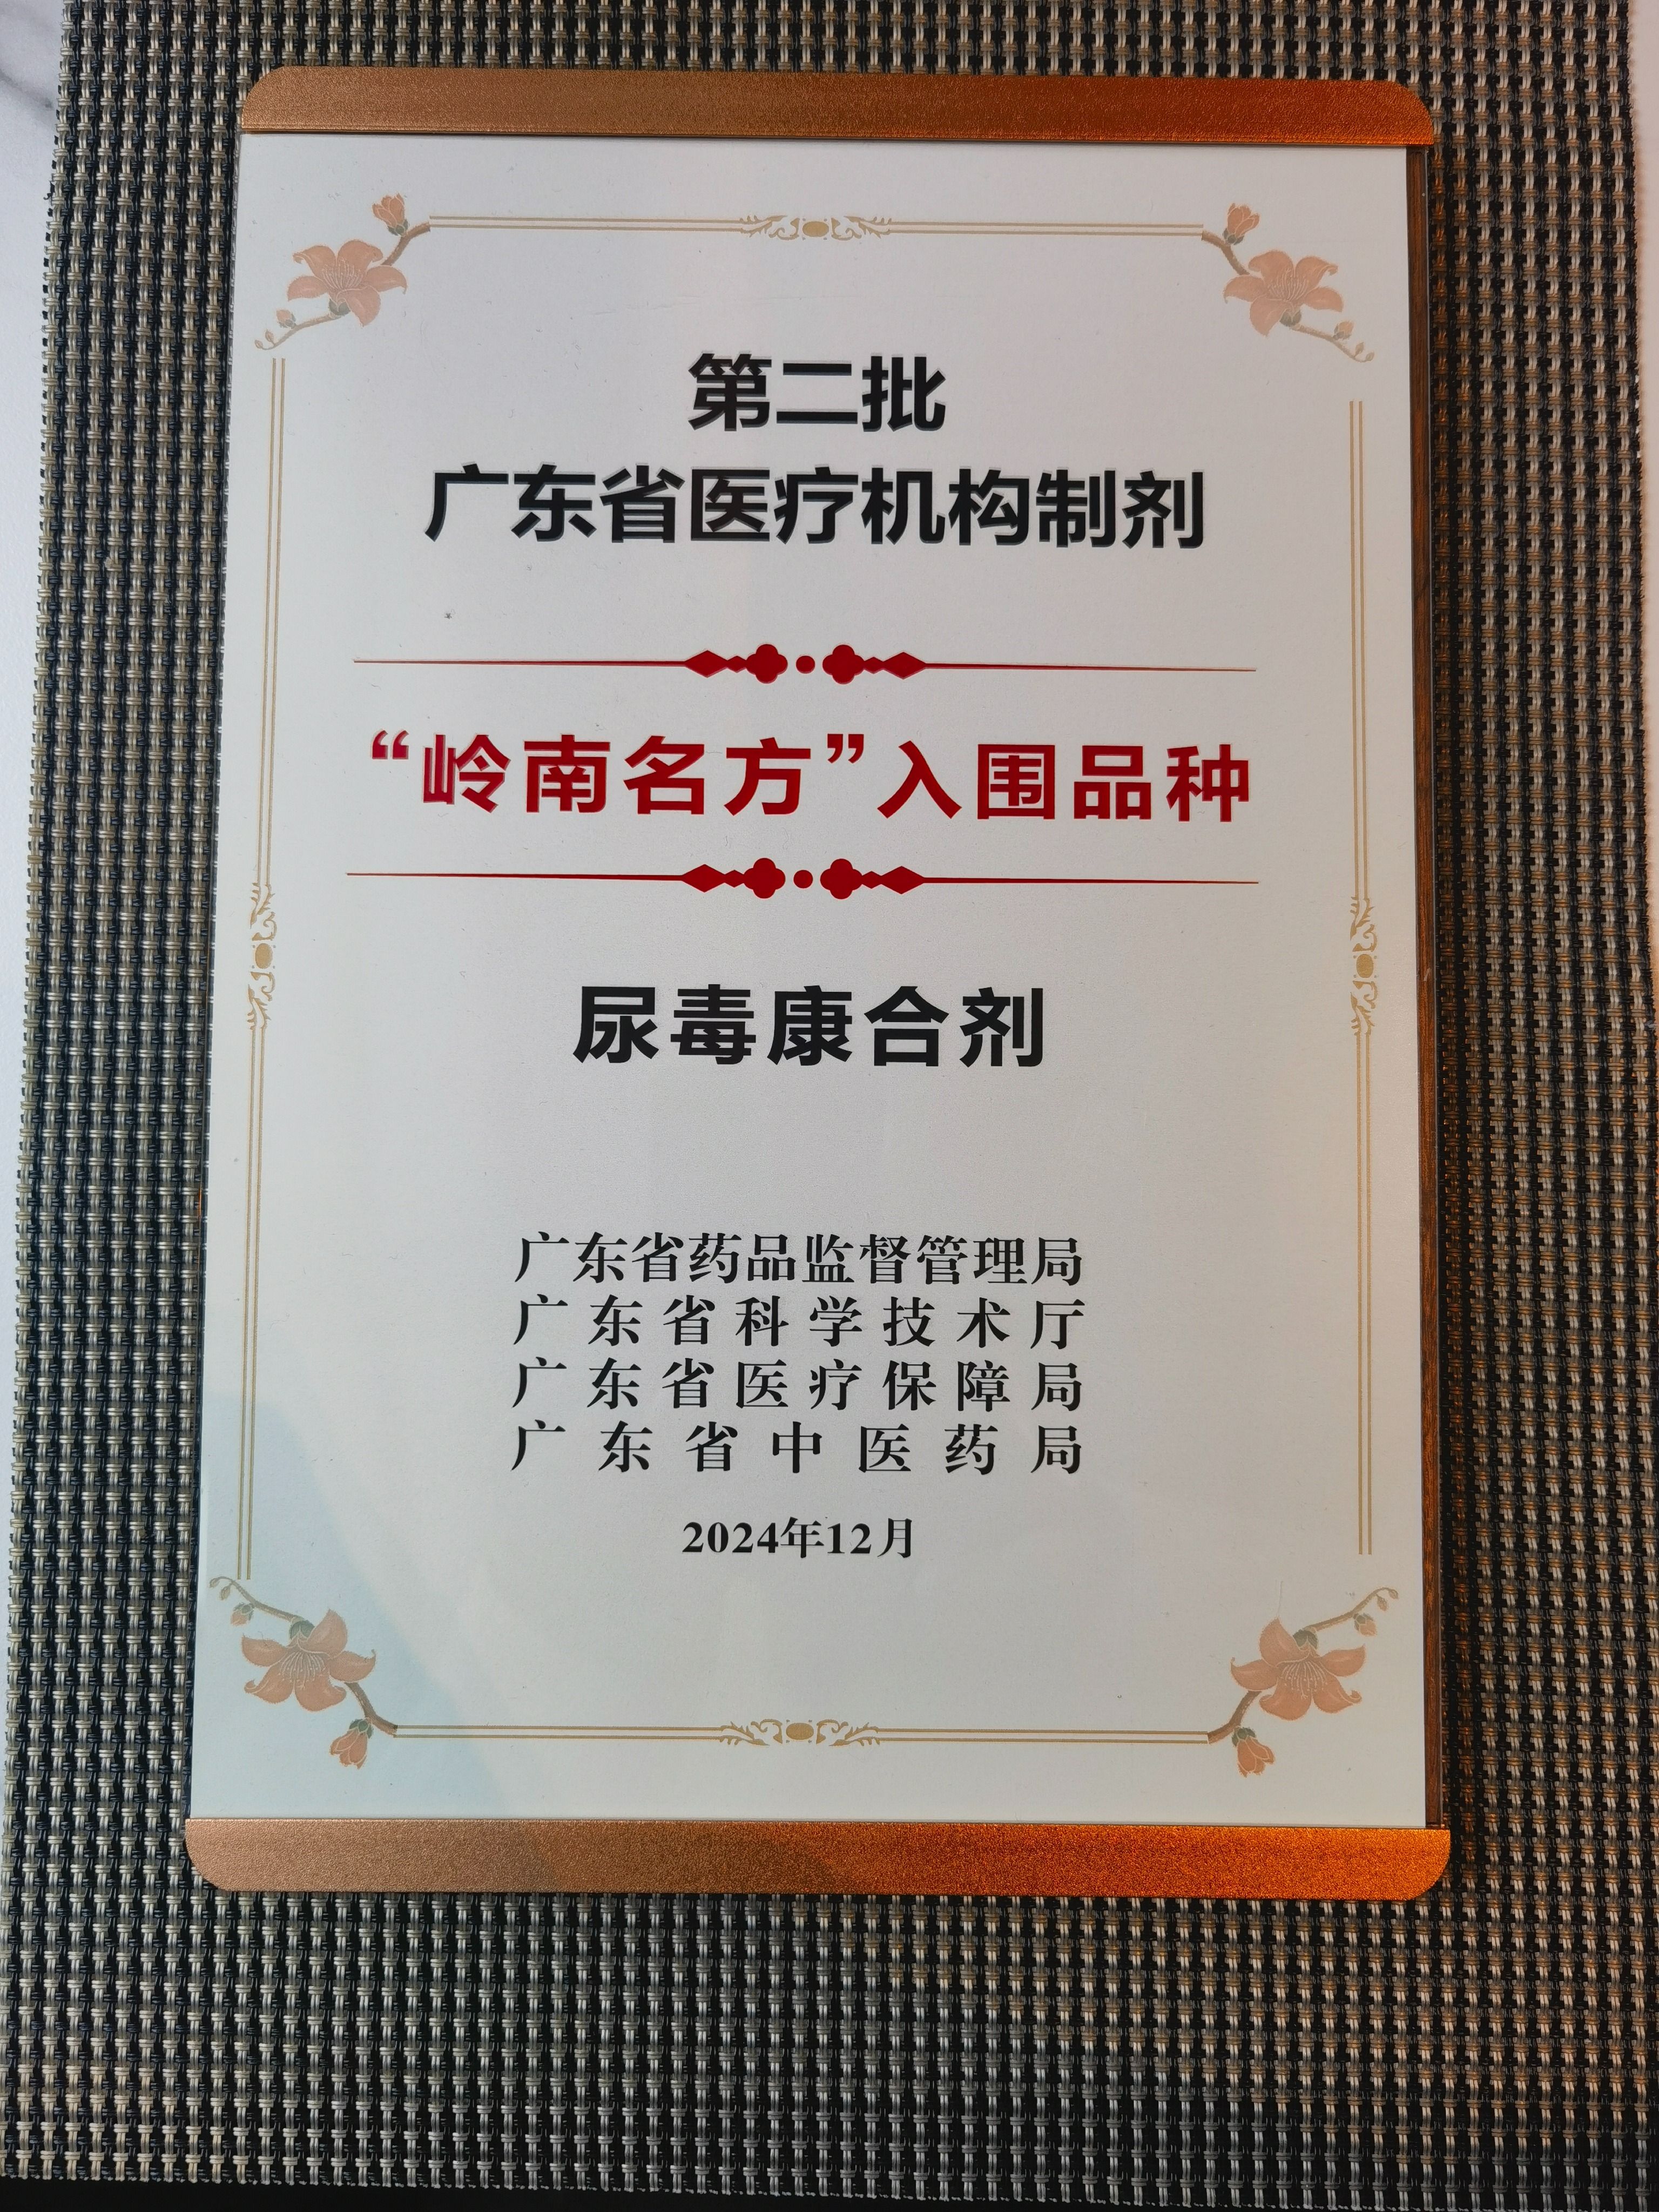 第二批
广东省医疗机构制剂
“岭南名方”入围品种
尿毒康合剂
广东省药品监督管理局
广东省科学技术厅
广东省医疗保障局
广东省中医药局
2024年12月